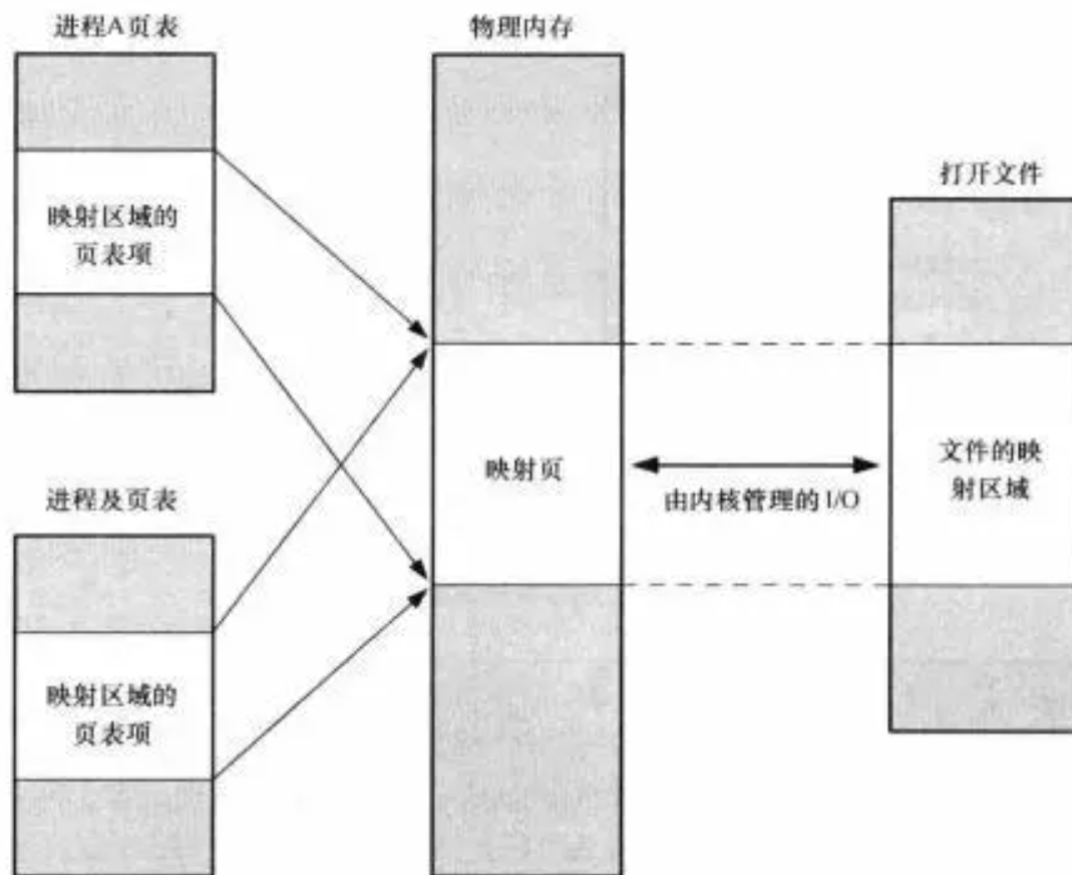 进程A页表
物理内存
打开文件
映射区域的
页表项
映射页
文件的映
射区域
由内核管理的 I/O
进程及页表
映射区域的
页表项